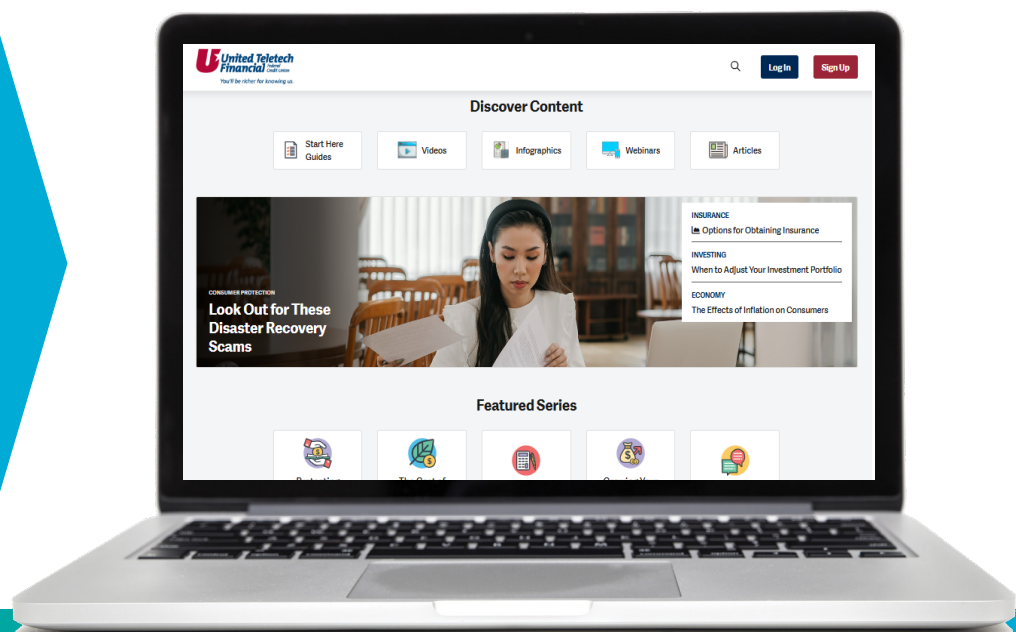 United Teletech
Financial Federal Credit Union
You'll be richer for knowing us.
Log In
Sign Up
Discover Content
Start Here
Guides
Videos
Infographics
Webinars
Articles
CONSUMER PROTECTION
Look Out for These
Disaster Recovery
Scams
INSURANCE
Options for Obtaining Insurance
INVESTING
When to Adjust Your Investment Portfolio
ECONOMY
The Effects of Inflation on Consumers
Featured Series